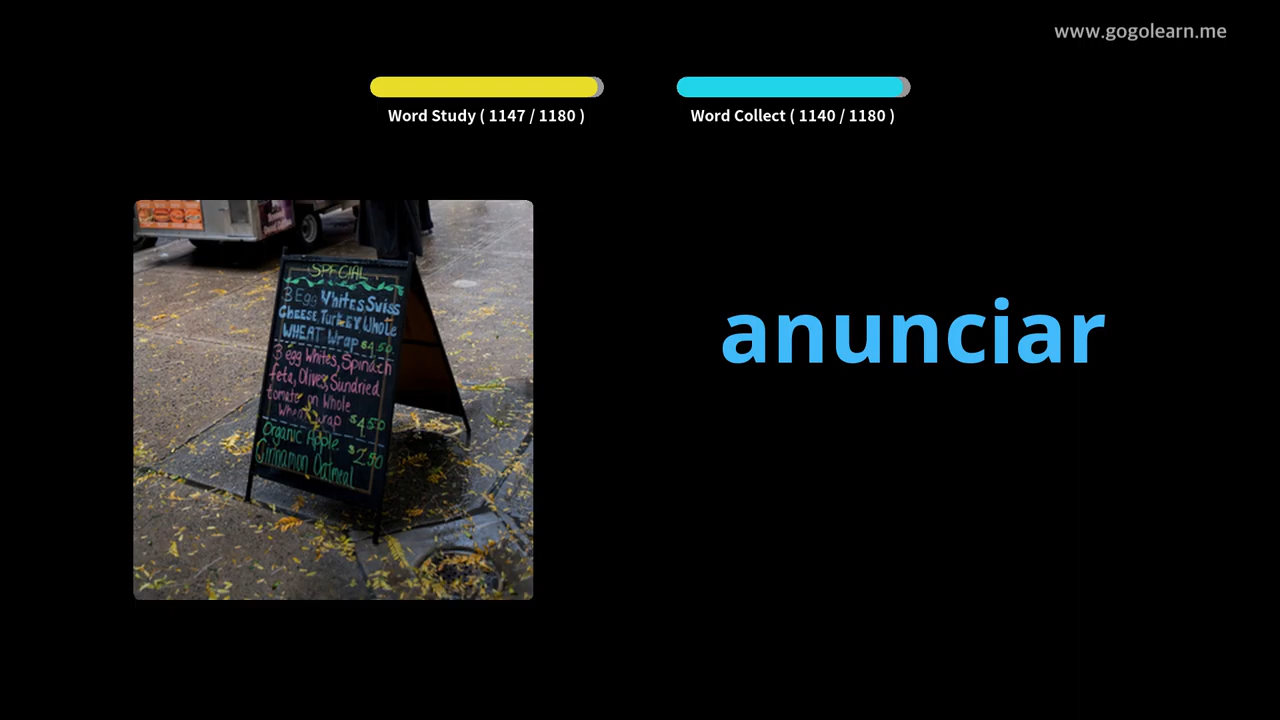 www.gogolearn.me
Word Study ( 1147 / 1180 )
Word Collect ( 1140 / 1180 )
SPECIAL
3 Egg Whites Swiss
Cheese, Turkey Whole
WHEAT Wrap $4.50
3 egg Whites, Spinach
feta, Olives, Sundried
tomato on Whole
Wheat Wrap $4.50
Organic Apple
Cinnamon Oatmeal $2.50
anunciar